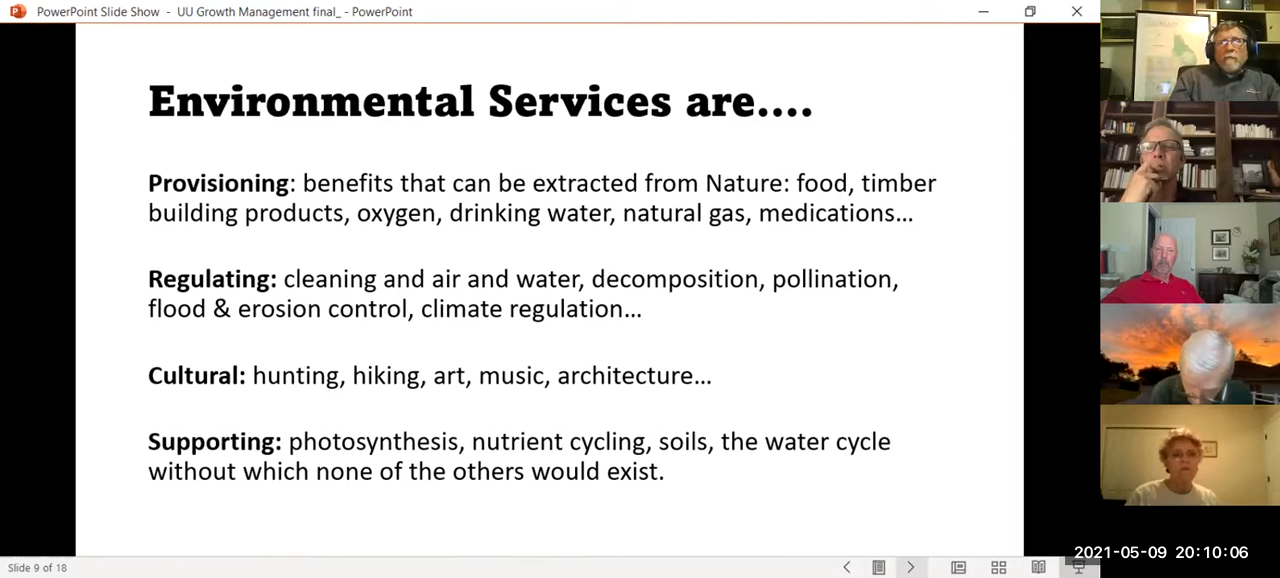 PowerPoint Slide Show - UU Growth Management final_ - PowerPoint
Environmental Services are....
Provisioning: benefits that can be extracted from Nature: food, timber
building products, oxygen, drinking water, natural gas, medications…
Regulating: cleaning and air and water, decomposition, pollination,
flood & erosion control, climate regulation…
Cultural: hunting, hiking, art, music, architecture…
Supporting: photosynthesis, nutrient cycling, soils, the water cycle
without which none of the others would exist.
2021-05-09 20:10:06
Slide 9 of 18